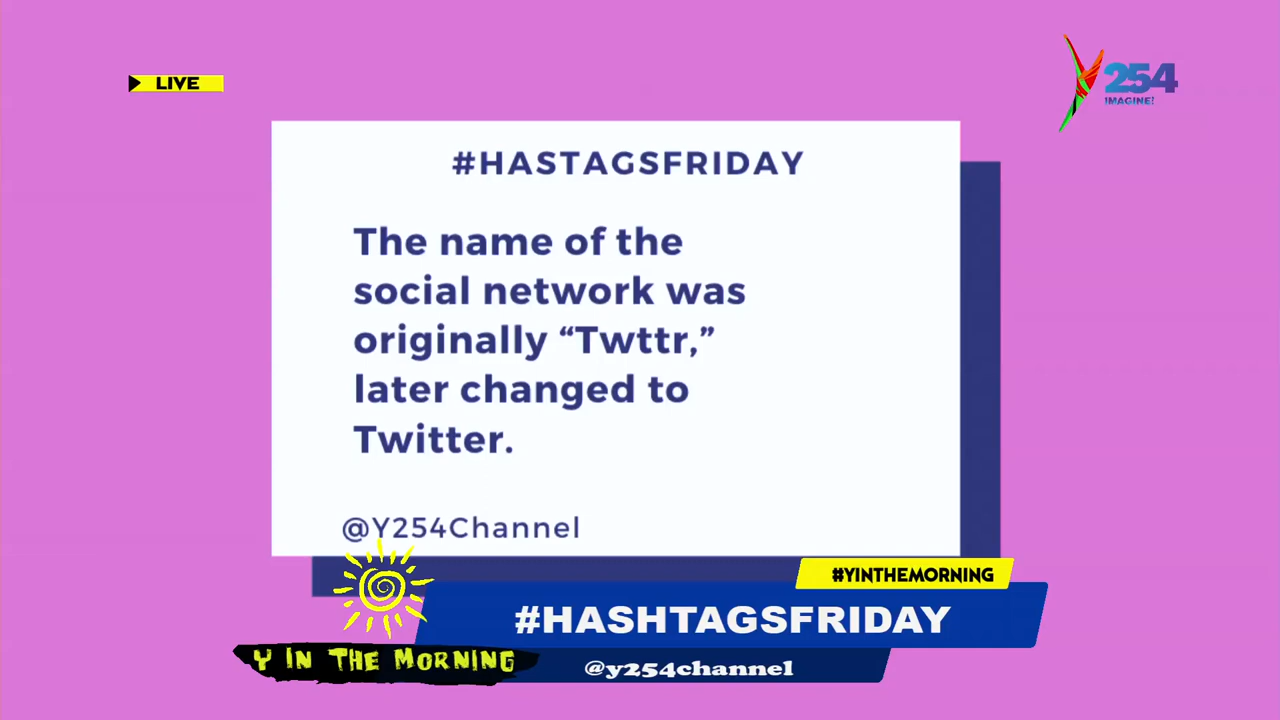 LIVE
254
IMAGINE!
#HASTAGSFRIDAY
The name of the
social network was
originally “Twttr,”
later changed to
Twitter.
@Y254Channel
#YINTHEMORNING
#HASHTAGSFRIDAY
Y IN THE MORNING
@y254channel